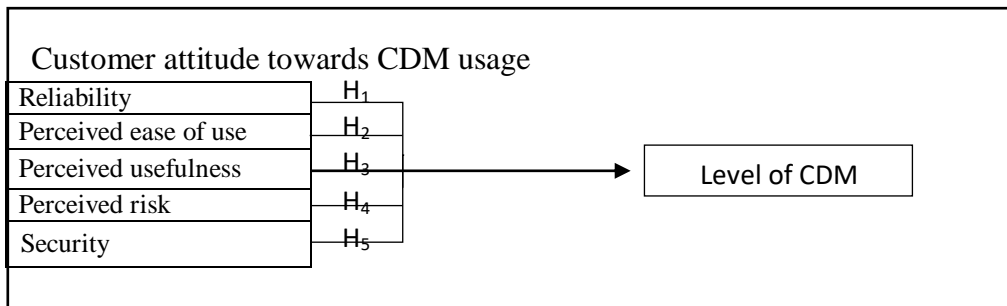 Customer attitude towards CDM usage
Reliability H₁
Perceived ease of use H₂
Perceived usefulness H₃ Level of CDM
Perceived risk H₄
Security H₅